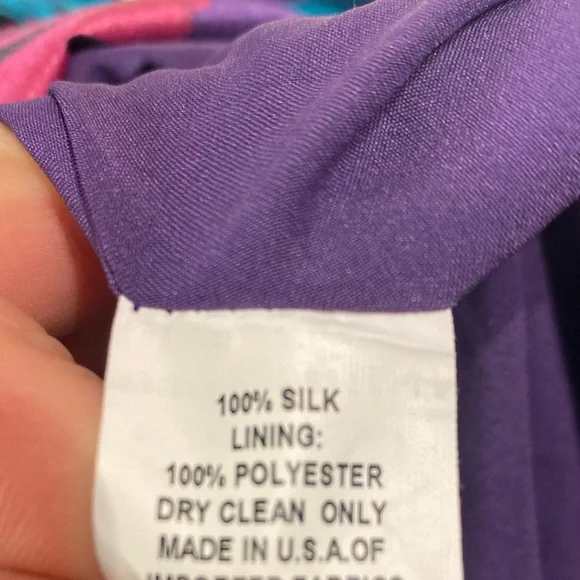 100% SILK
LINING:
100% POLYESTER
DRY CLEAN ONLY
MADE IN U.S.A.OF